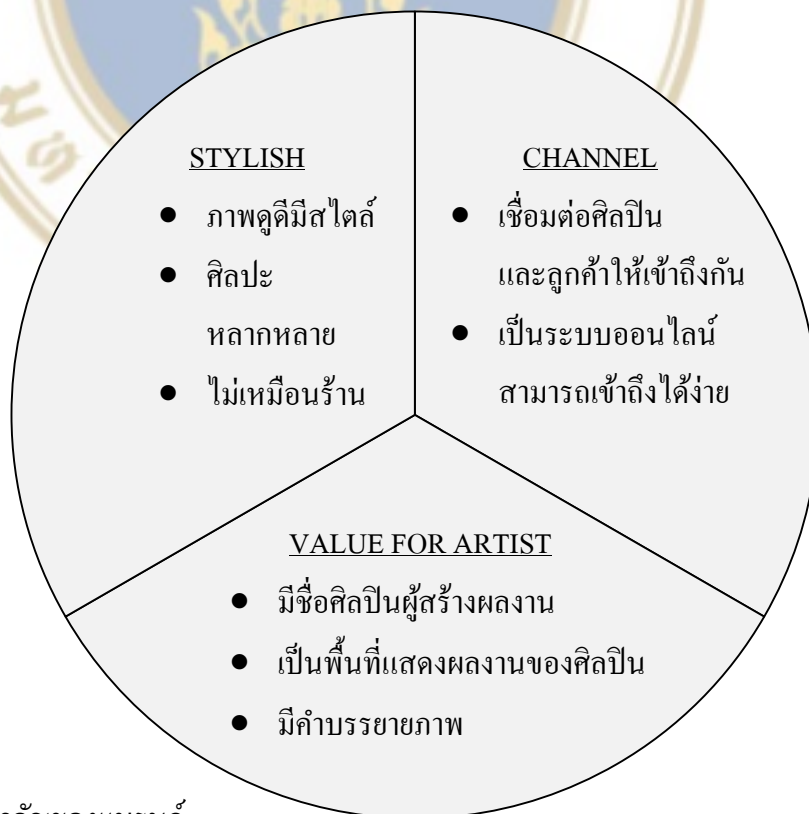 STYLISH
● ภาพดูดีมีสไตล์
● ศิลปะ
หลากหลาย
● ไม่เหมือนร้าน
CHANNEL
● เชื่อมต่อศิลปิน
และลูกค้าให้เข้าถึงกัน
● เป็นระบบออนไลน์
สามารถเข้าถึงได้ง่าย
VALUE FOR ARTIST
● มีชื่อศิลปินผู้สร้างผลงาน
● เป็นพื้นที่แสดงผลงานของศิลปิน
● มีคำบรรยายภาพ